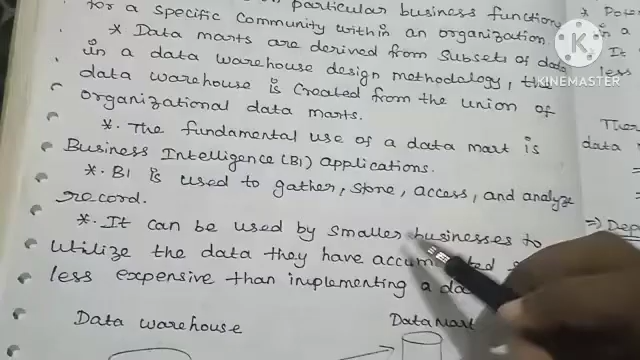 particular business function
for a specific Community within an organization.
* Data marts are derived from subsets of data
in a data warehouse design methodology, the
data warehouse is created from the union of
organizational data marts.
*. The fundamental use of a data mart is
Business Intelligence (BI) applications.
*. BI is used to gather, store, access, and analyze
record.
*. It can be used by smaller businesses to
utilize the data they have accumulated
less expensive than implementing a
Data warehouse
Data Mart
in a
It
less
data
KINEMASTER